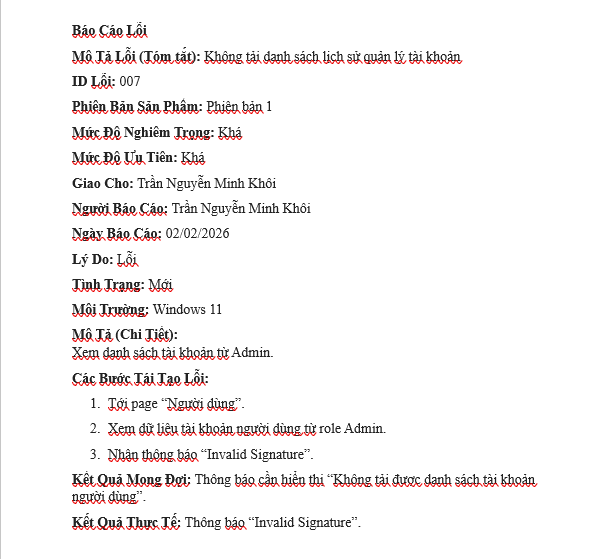 Báo Cáo Lỗi
Mô Tả Lỗi (Tóm tắt): Không tải danh sách lịch sử quản lý tài khoản
ID Lỗi: 007
Phiên Bản Sản Phẩm: Phiên bản 1
Mức Độ Nghiêm Trọng: Khá
Mức Độ Ưu Tiên: Khá
Giao Cho: Trần Nguyễn Minh Khôi
Người Báo Cáo: Trần Nguyễn Minh Khôi
Ngày Báo Cáo: 02/02/2026
Lý Do: Lỗi
Tình Trạng: Mới
Môi Trường: Windows 11
Mô Tả (Chi Tiết):
Xem danh sách tài khoản từ Admin.
Các Bước Tái Tạo Lỗi:
1. Tới page “Người dùng”.
2. Xem dữ liệu tài khoản người dùng từ role Admin.
3. Nhận thông báo “Invalid Signature”.
Kết Quả Mong Đợi: Thông báo cần hiển thị “Không tải được danh sách tài khoản
người dùng”.
Kết Quả Thực Tế: Thông báo “Invalid Signature”.